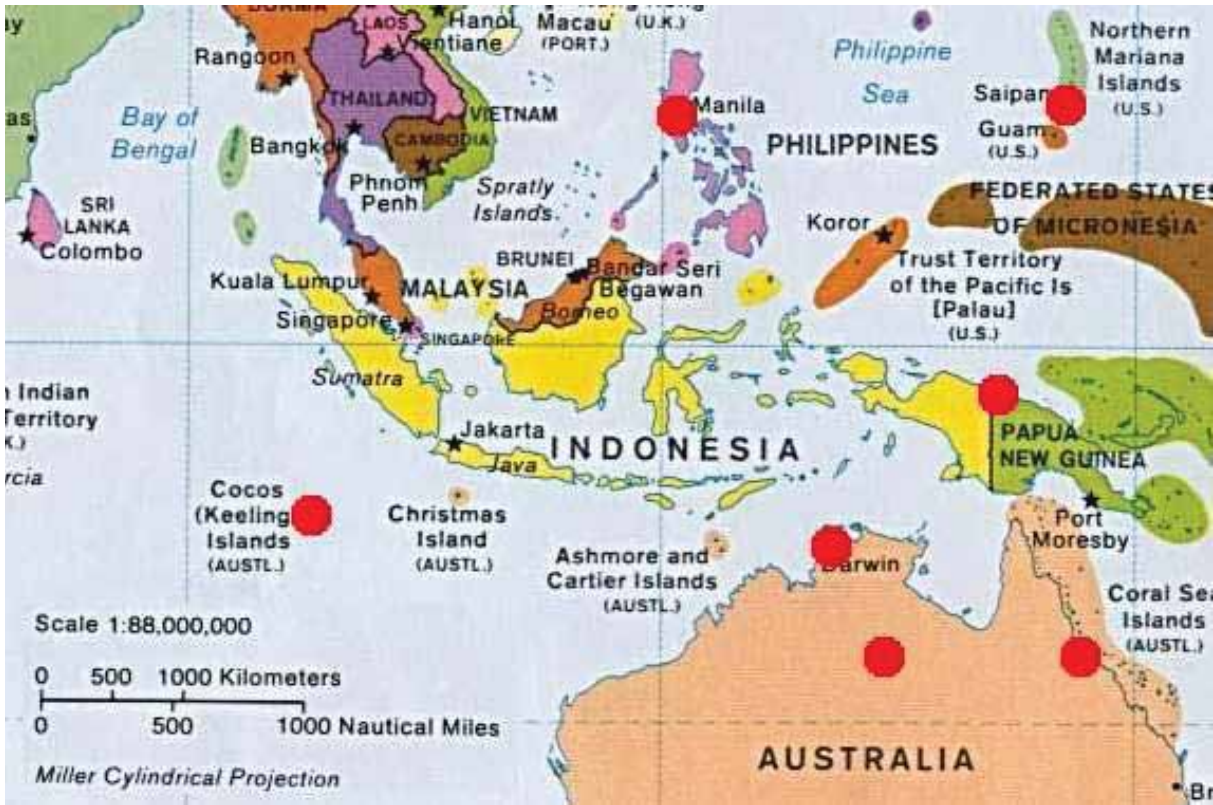 BURMA
LAOS
Hanoi
Macau (U.K.)
(PORT.)
Vientiane
Rangoon
ay
Philippine
Sea
Northern
Mariana
Islands
(U.S.)
Saipan
Guam
(U.S.)
Manila
PHILIPPINES
THAILAND
VIETNAM
CAMBODIA
Bay of
Bengal
as
Bangkok
Phnom
Penh
Spratly
Islands
SRI
LANKA
Colombo
FEDERATED STATES
OF MICRONESIA
Koror
Trust Territory
of the Pacific Is
[Palau]
(U.S.)
BRUNEI
Bandar Seri
Begawan
Kuala Lumpur
MALAYSIA
Borneo
Singapore
SINGAPORE
Sumatra
n Indian
Territory
K.)
rcia
Jakarta
INDONESIA
Java
PAPUA
NEW GUINEA
Port
Moresby
Cocos
(Keeling
Islands
(AUSTL.)
Christmas
Island
(AUSTL.)
Ashmore and
Cartier Islands
(AUSTL.)
Darwin
Coral Sea
Islands
(AUSTL.)
Scale 1:88,000,000
0 500 1000 Kilometers
0 500 1000 Nautical Miles
Miller Cylindrical Projection
AUSTRALIA
Br